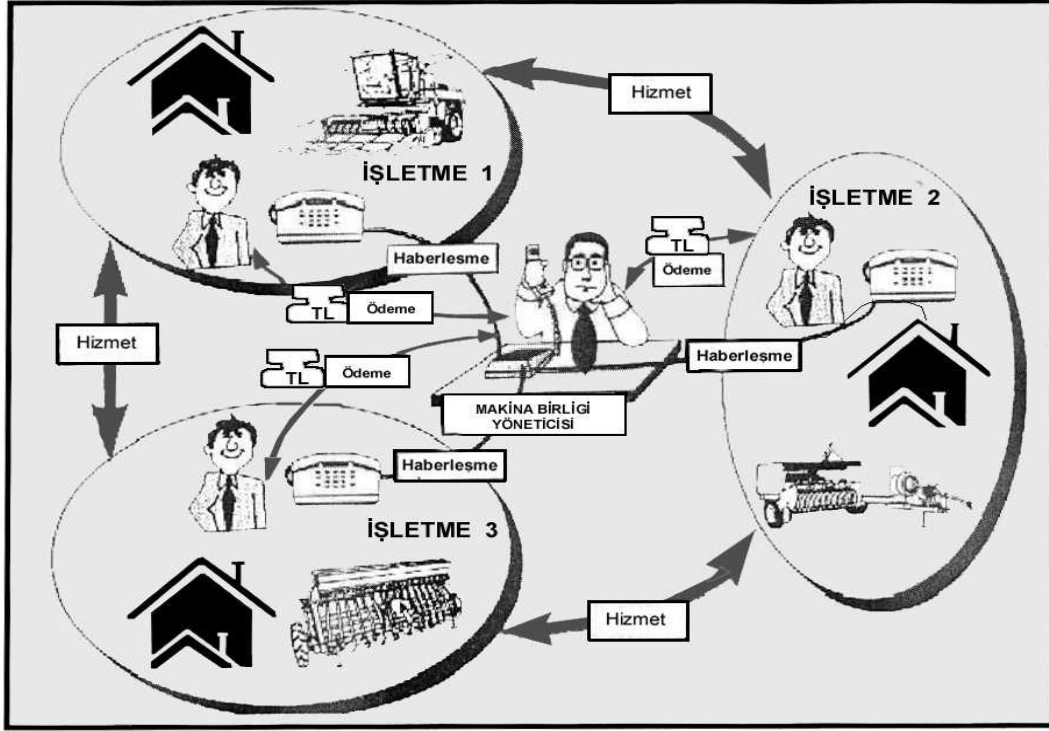 Hizmet
İŞLETME 1
İŞLETME 2
Haberleşme
TL
Ödeme
TL
Ödeme
Hizmet
TL
Ödeme
Haberleşme
MAKİNA BİRLİGİ
YÖNETİCİSİ
Haberleşme
İŞLETME 3
Hizmet